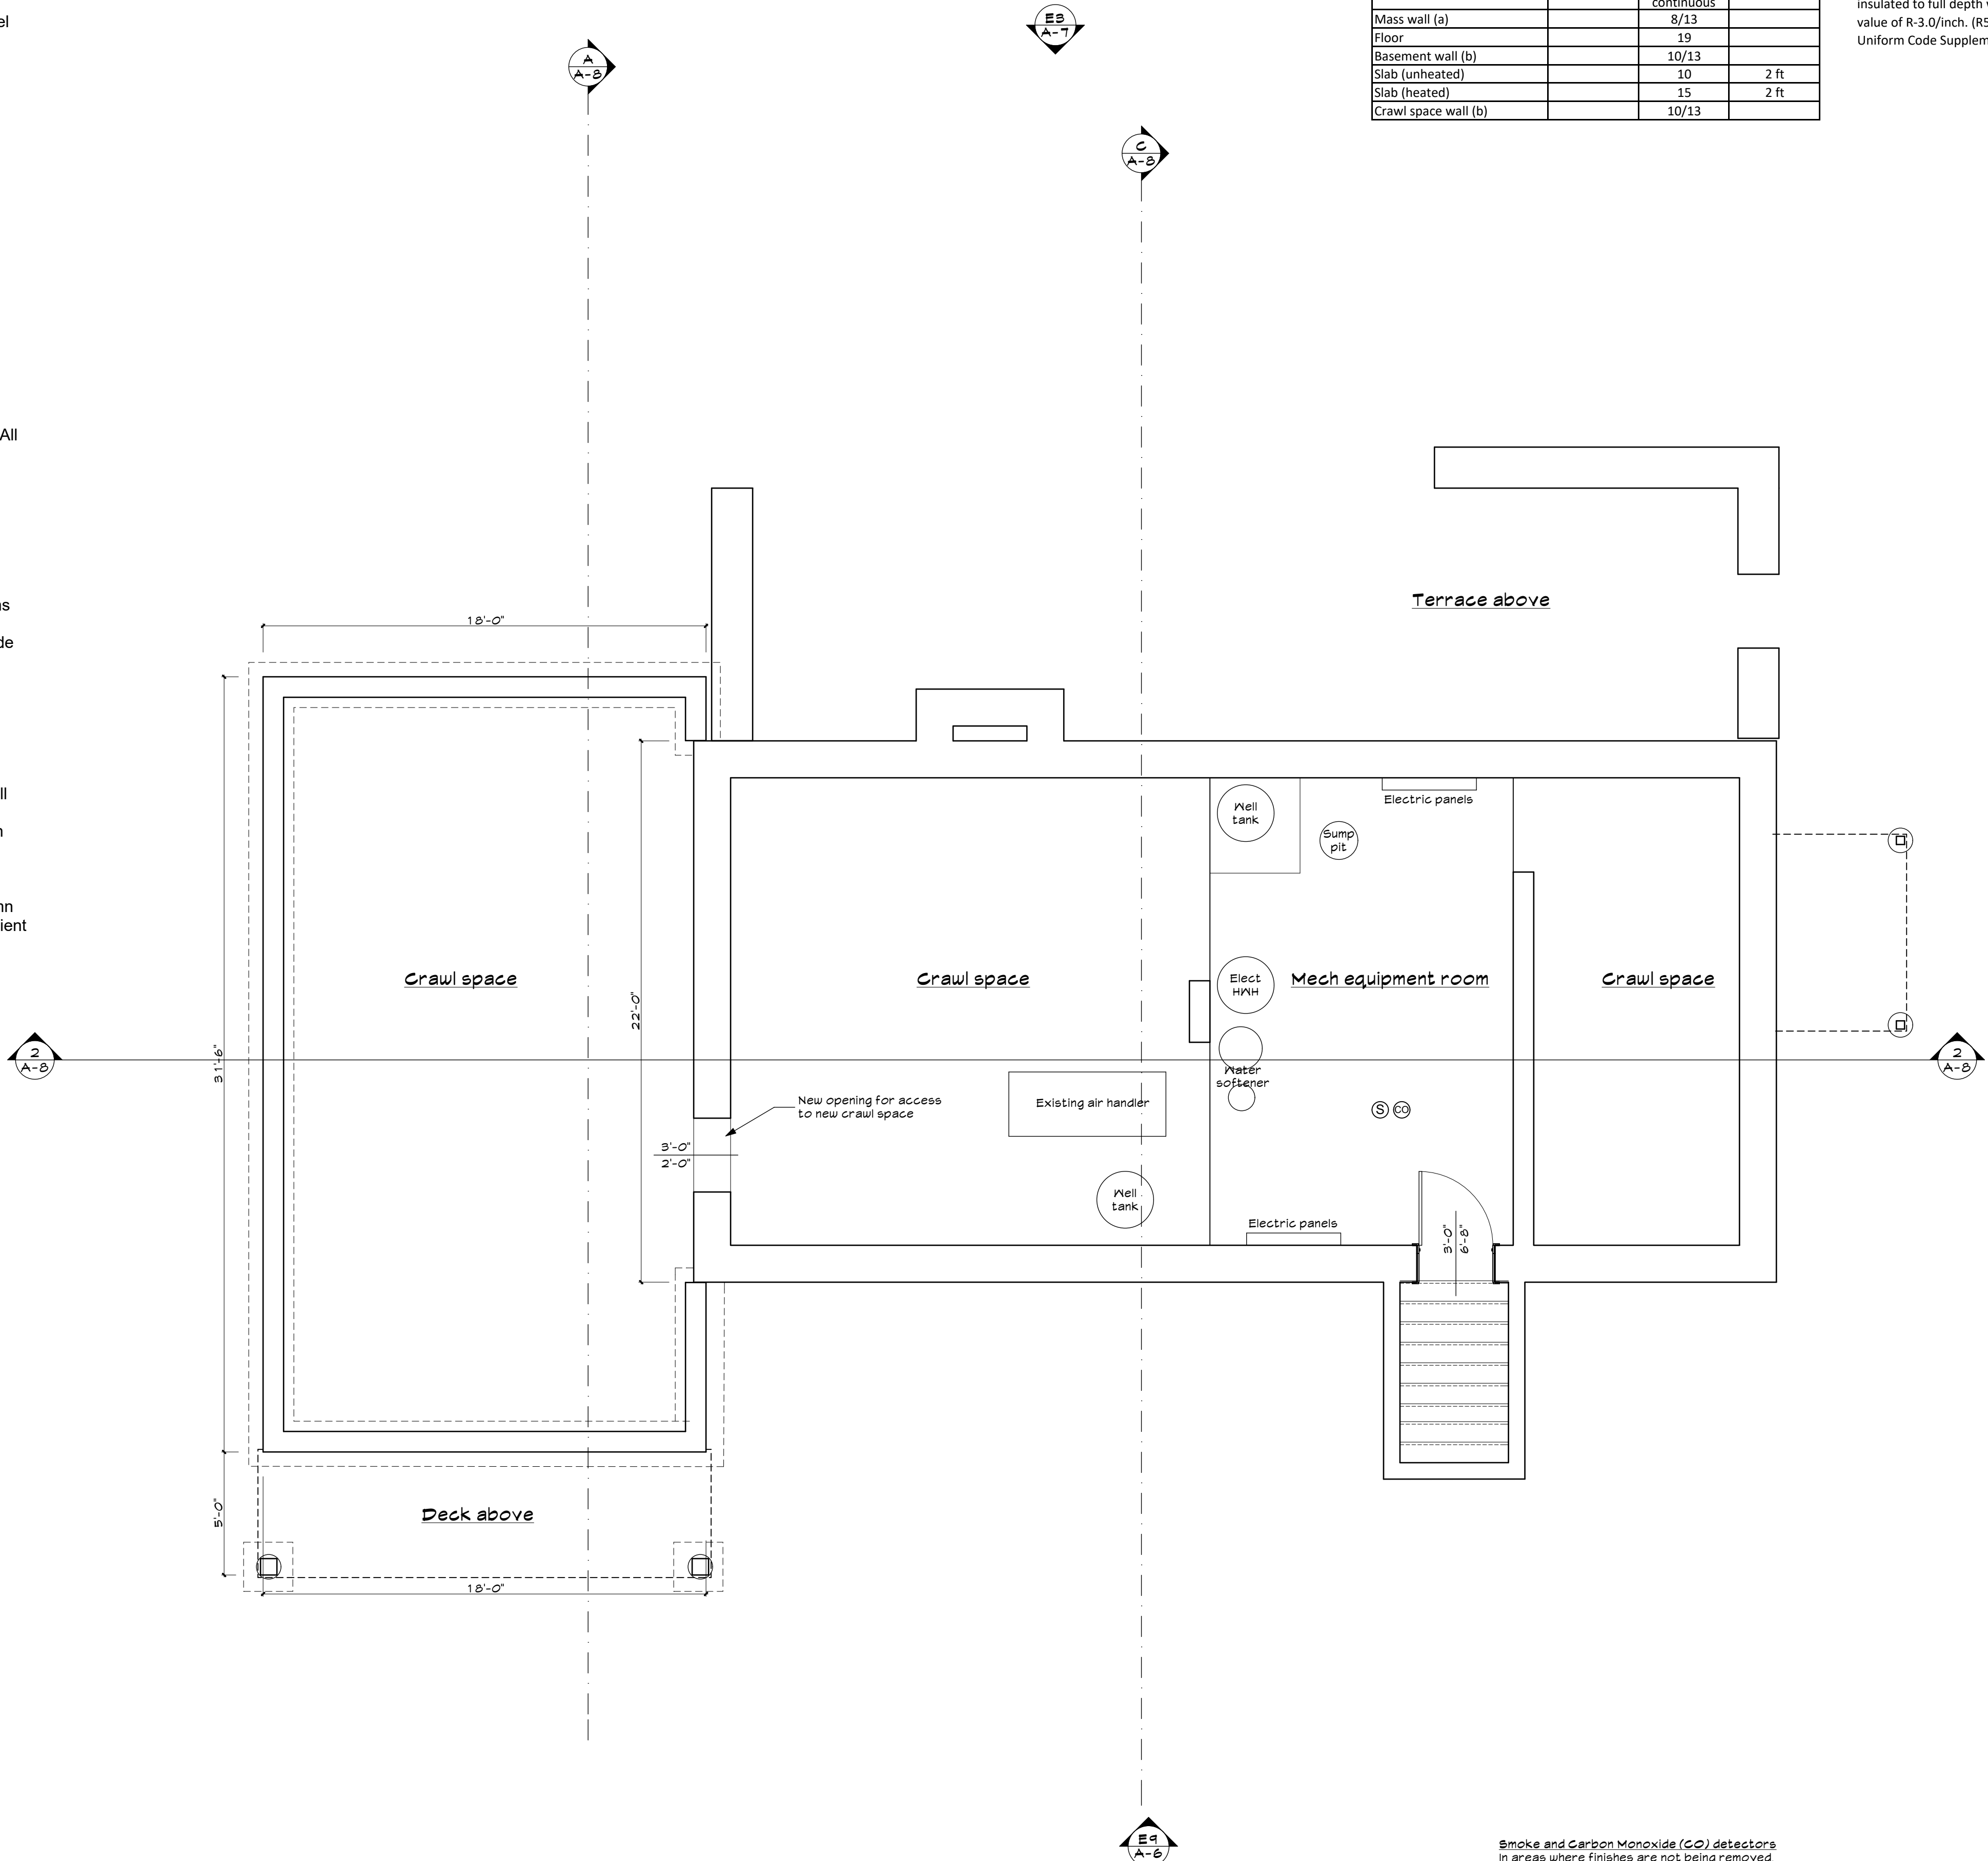 el
E3
A-7
continuous
Mass wall (a) 8/13
Floor 19
Basement wall (b) 10/13
Slab (unheated) 10 2 ft
Slab (heated) 15 2 ft
Crawl space wall (b) 10/13
insulated to full depth
value of R-3.0/inch. (R5
Uniform Code Supplem
A
A-8
C
A-8
All
ns
de
Terrace above
18'-0"
ll
n
nn
ient
Well
tank
Sump
pit
Electric panels
Crawl space
Crawl space
Elect
HWH
Mech equipment room
Crawl space
22'-0"
31'-6"
2
A-8
2
A-8
Water
softener
New opening for access
to new crawl space
Existing air handler
S CO
3'-0"
2'-0"
Well
tank
Electric panels
3'-0"
6'-8"
5'-0"
Deck above
18'-0"
E9
A-6
Smoke and Carbon Monoxide (CO) detectors
In areas where finishes are not being removed,